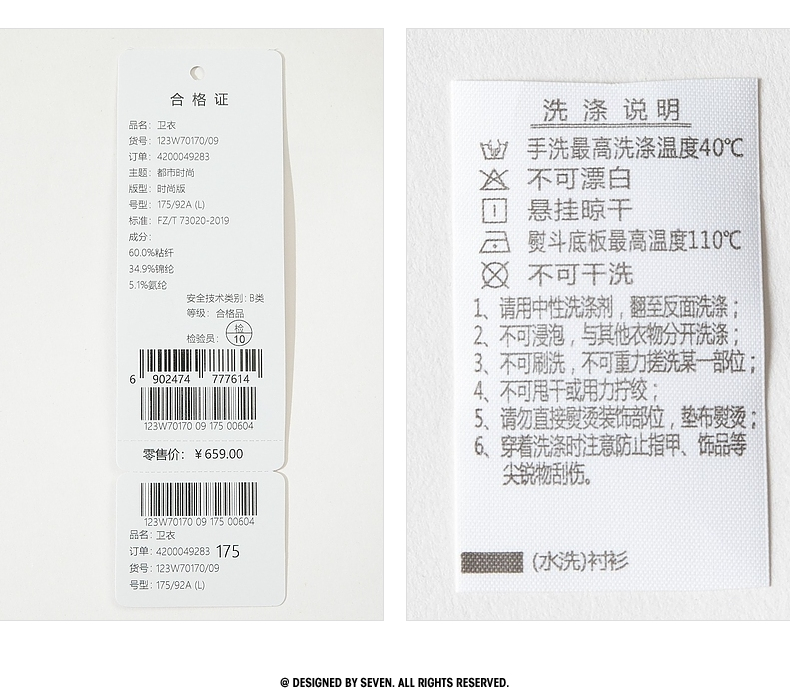 合格证
品名：卫衣
货号：123W70170/09
订单：4200049283
主题：都市时尚
版型：时尚版
号型：175/92A (L)
标准：FZ/T 73020-2019
成分：
60.0%粘纤
34.9%锦纶
5.1%氨纶
安全技术类别：B类
等级：合格品
检验员：检 10
6 902474 777614
123W70170 09 175 00604
零售价：￥659.00
123W70170 09 175 00604
品名：卫衣
订单：4200049283 175
货号：123W70170/09
号型：175/92A (L)
洗涤说明
手洗最高洗涤温度40℃
不可漂白
悬挂晾干
熨斗底板最高温度110℃
不可干洗
1、请用中性洗涤剂，翻至反面洗涤；
2、不可浸泡，与其他衣物分开洗涤；
3、不可刷洗，不可重力搓洗某一部位；
4、不可甩干或用力拧绞；
5、请勿直接熨烫装饰部位，垫布熨烫；
6、穿着洗涤时注意防止指甲、饰品等
尖锐物刮伤。
(水洗)衬衫
@ DESIGNED BY SEVEN. ALL RIGHTS RESERVED.